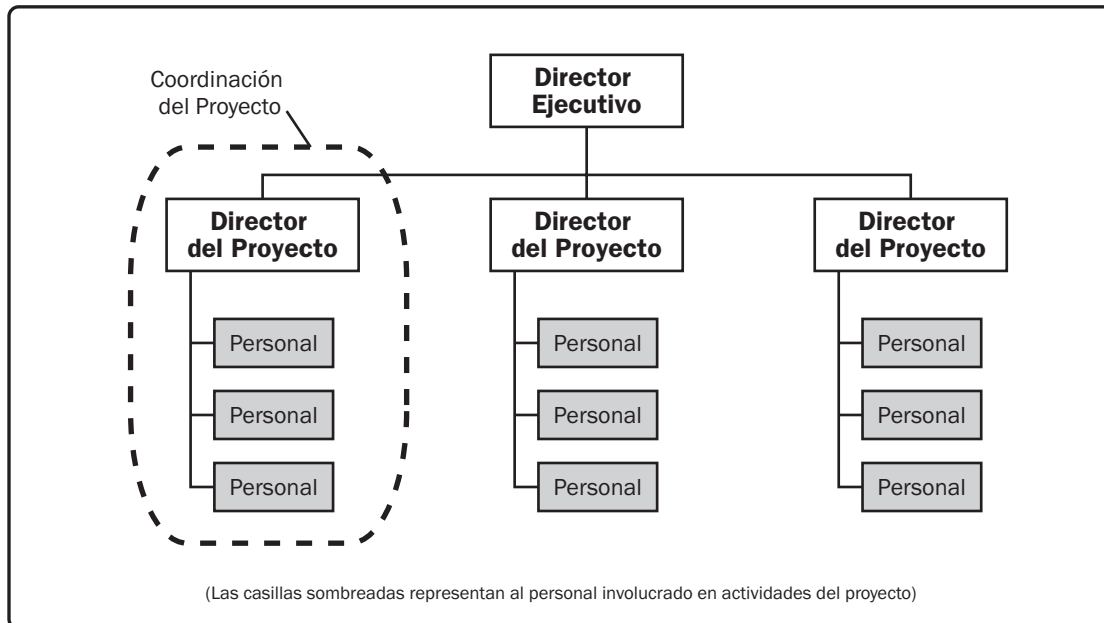 Coordinación
del Proyecto
Director
Ejecutivo
Director
del Proyecto
Director
del Proyecto
Director
del Proyecto
Personal
Personal
Personal
Personal
Personal
Personal
Personal
Personal
Personal
(Las casillas sombreadas representan al personal involucrado en actividades del proyecto)